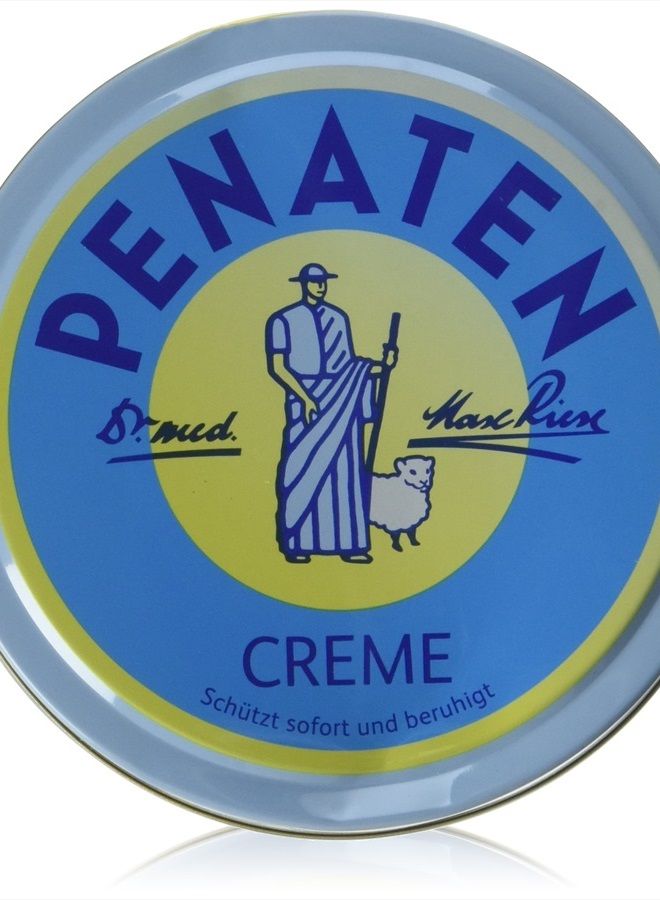 PENATEN
Dr. med. Max Riese
CREME
Schützt sofort und beruhigt